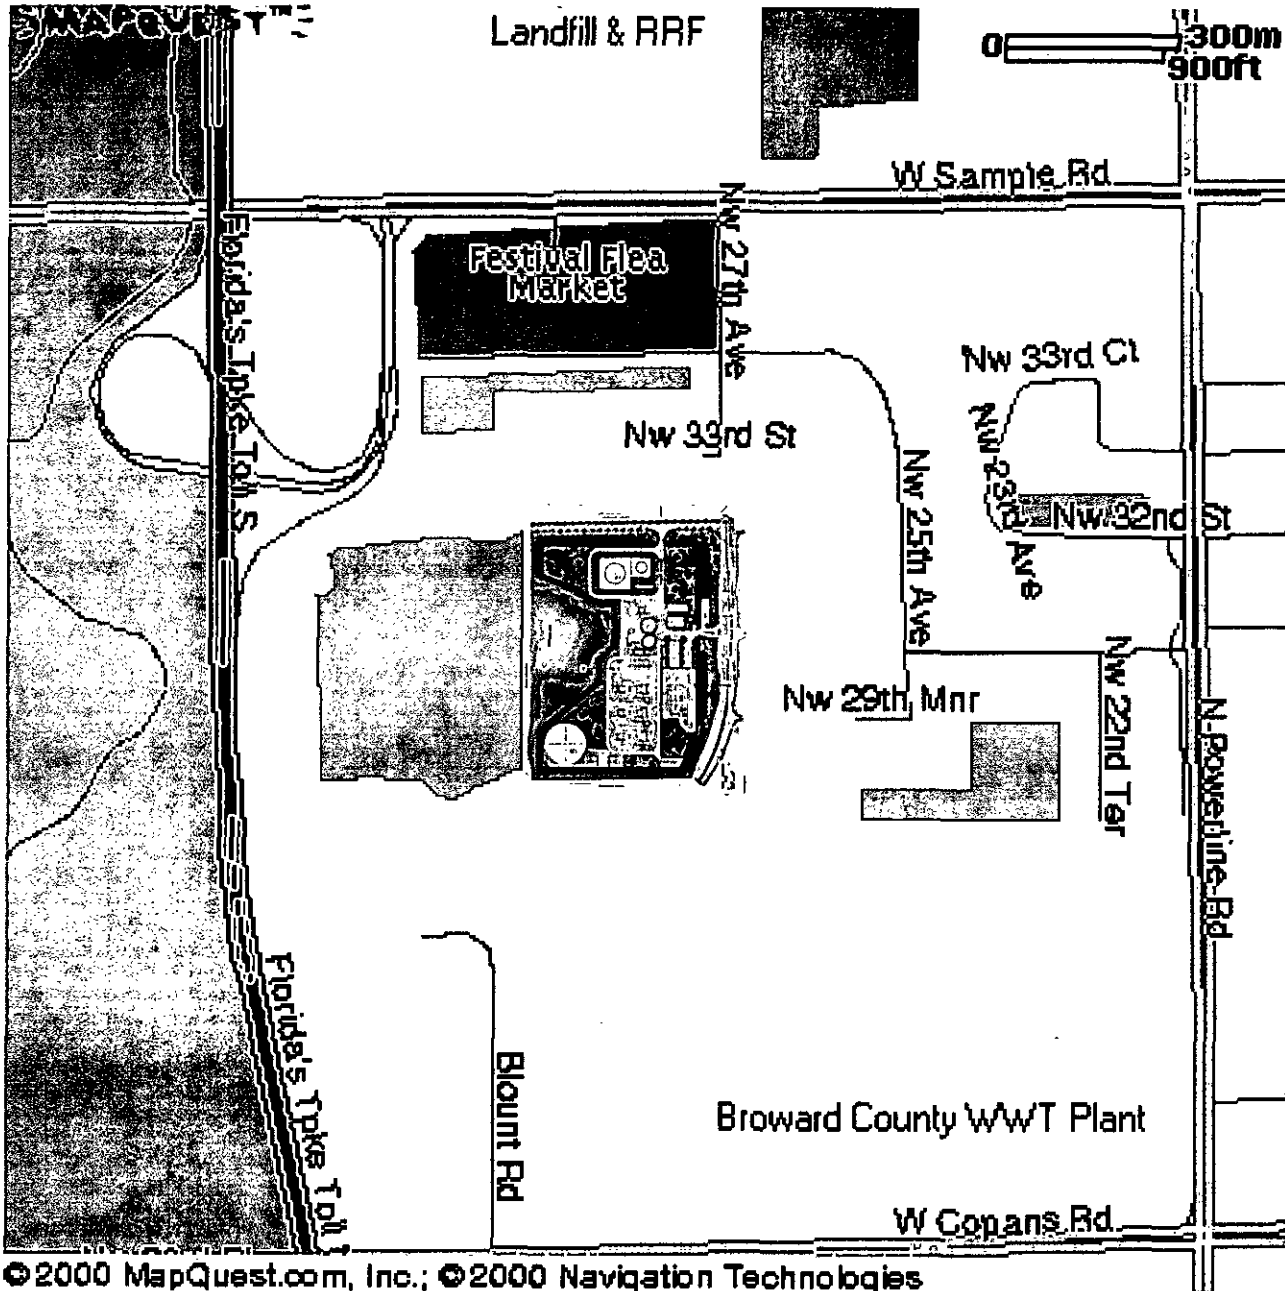 MAPQUEST™
Landfill & RRF
0 300m
900ft
W Sample Rd
Nw 27th Ave
Florida's Tpke Toll S
Festival Flea
Market
Nw 33rd Ct
Nw 33rd St
Nw 23rd Ave
Nw 25th Ave
Nw 32nd St
Nw 22nd Ter
Nw 29th Mnr
N Powerline Rd
Florida's Tpke Toll
Blount Rd
Broward County WWT Plant
W Copans Rd
©2000 MapQuest.com, Inc.; ©2000 Navigation Technologies